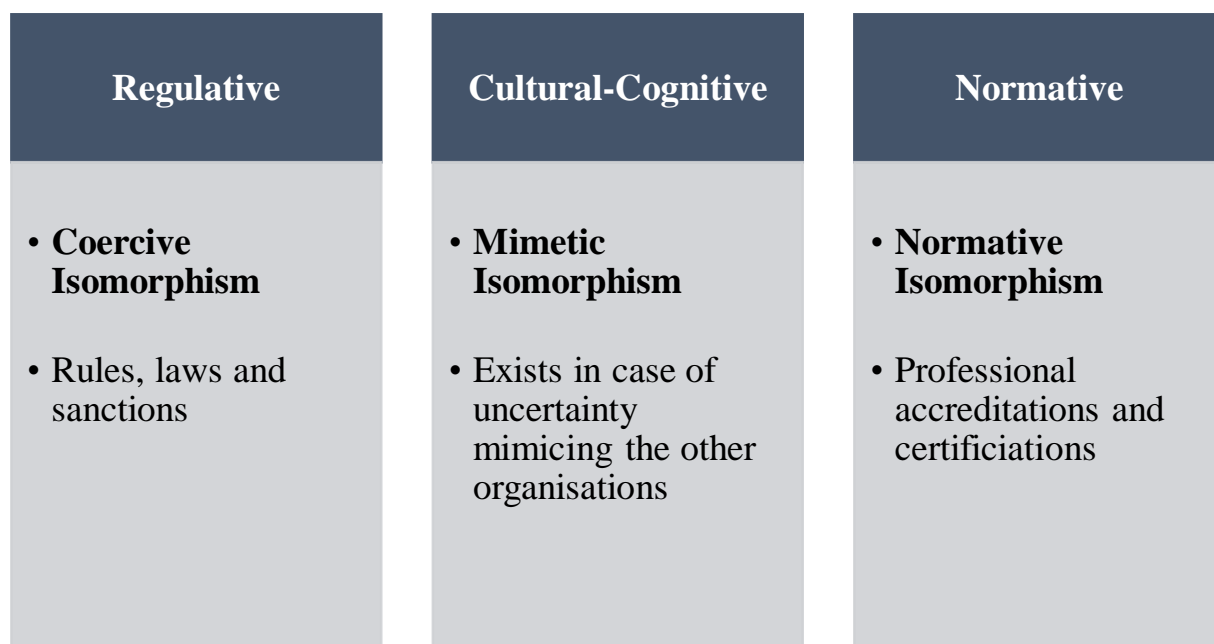 Regulative
• Coercive
Isomorphism
• Rules, laws and
sanctions
Cultural-Cognitive
• Mimetic
Isomorphism
• Exists in case of
uncertainty
mimicing the other
organisations
Normative
• Normative
Isomorphism
• Professional
accreditations and
certificiations